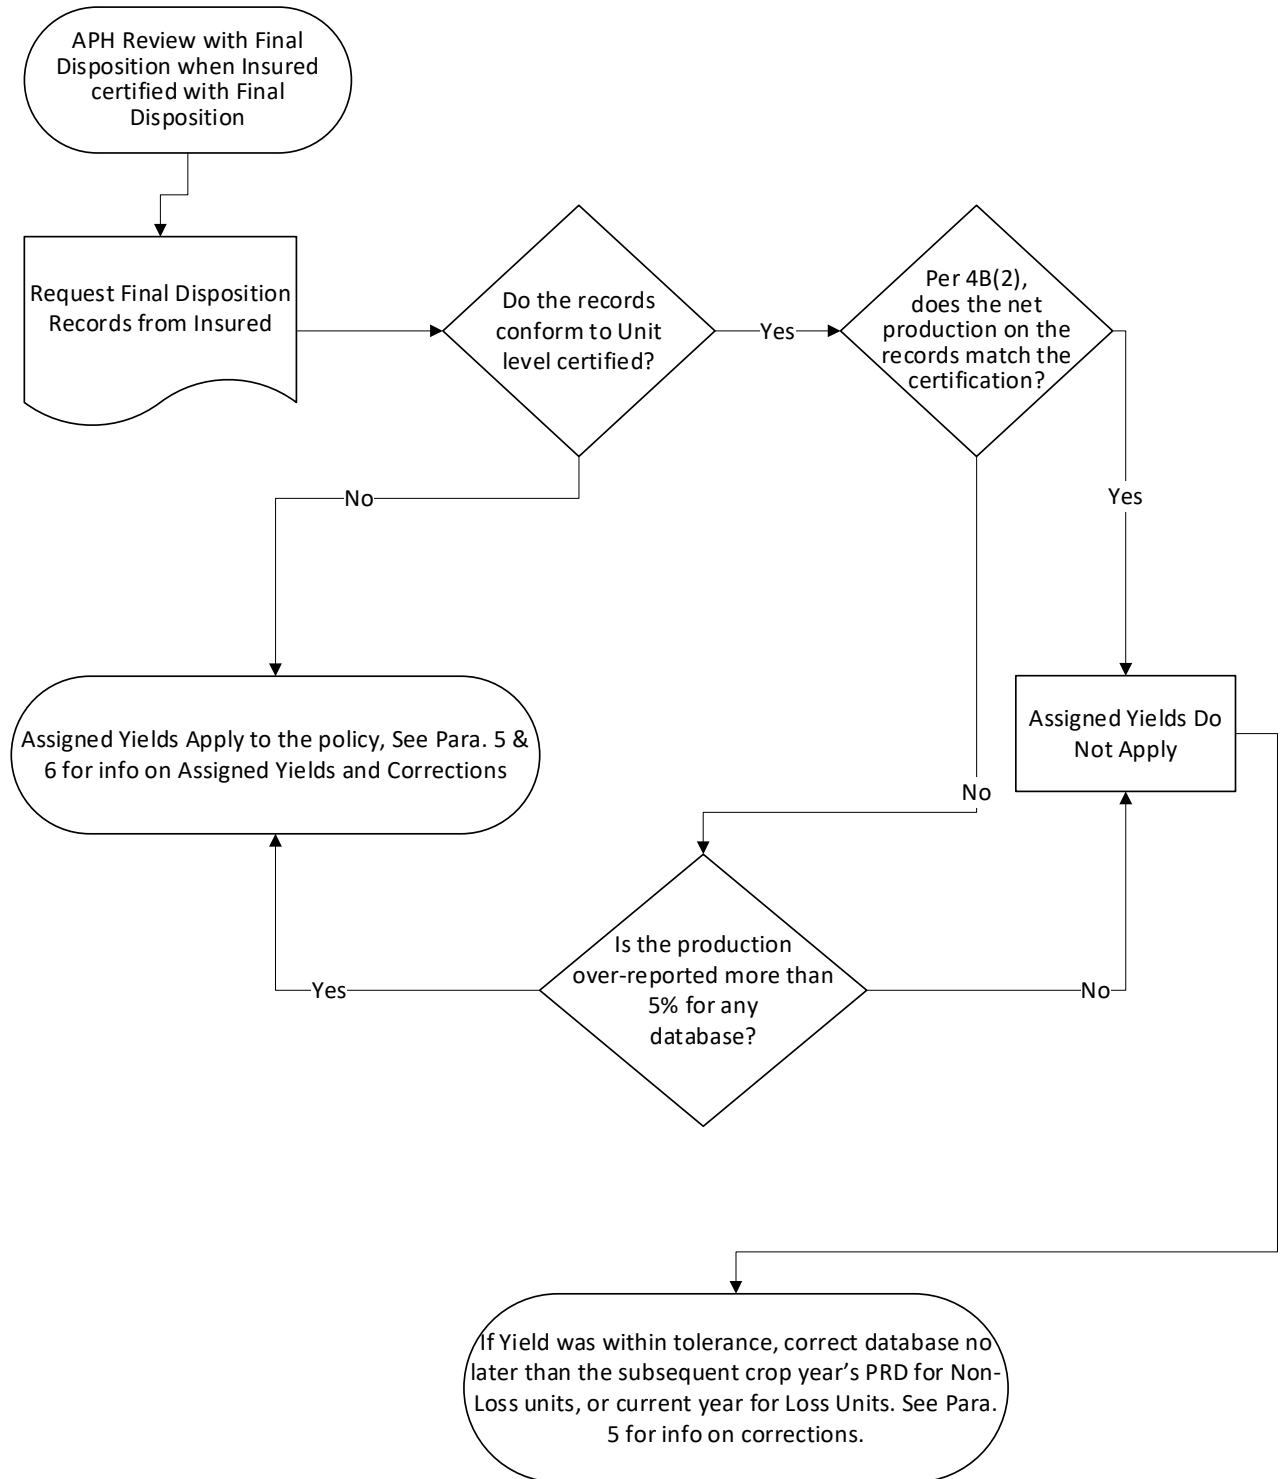 APH Review with Final
Disposition when Insured
certified with Final
Disposition
Request Final Disposition
Records from Insured
Do the records
conform to Unit
level certified?
Yes
Per 4B(2),
does the net
production on the
records match the
certification?
No
Yes
Assigned Yields Apply to the policy, See Para. 5 &
6 for info on Assigned Yields and Corrections
Assigned Yields Do
Not Apply
No
Is the production
over-reported more than
5% for any
database?
Yes
No
If Yield was within tolerance, correct database no
later than the subsequent crop year’s PRD for Non-
Loss units, or current year for Loss Units. See Para.
5 for info on corrections.